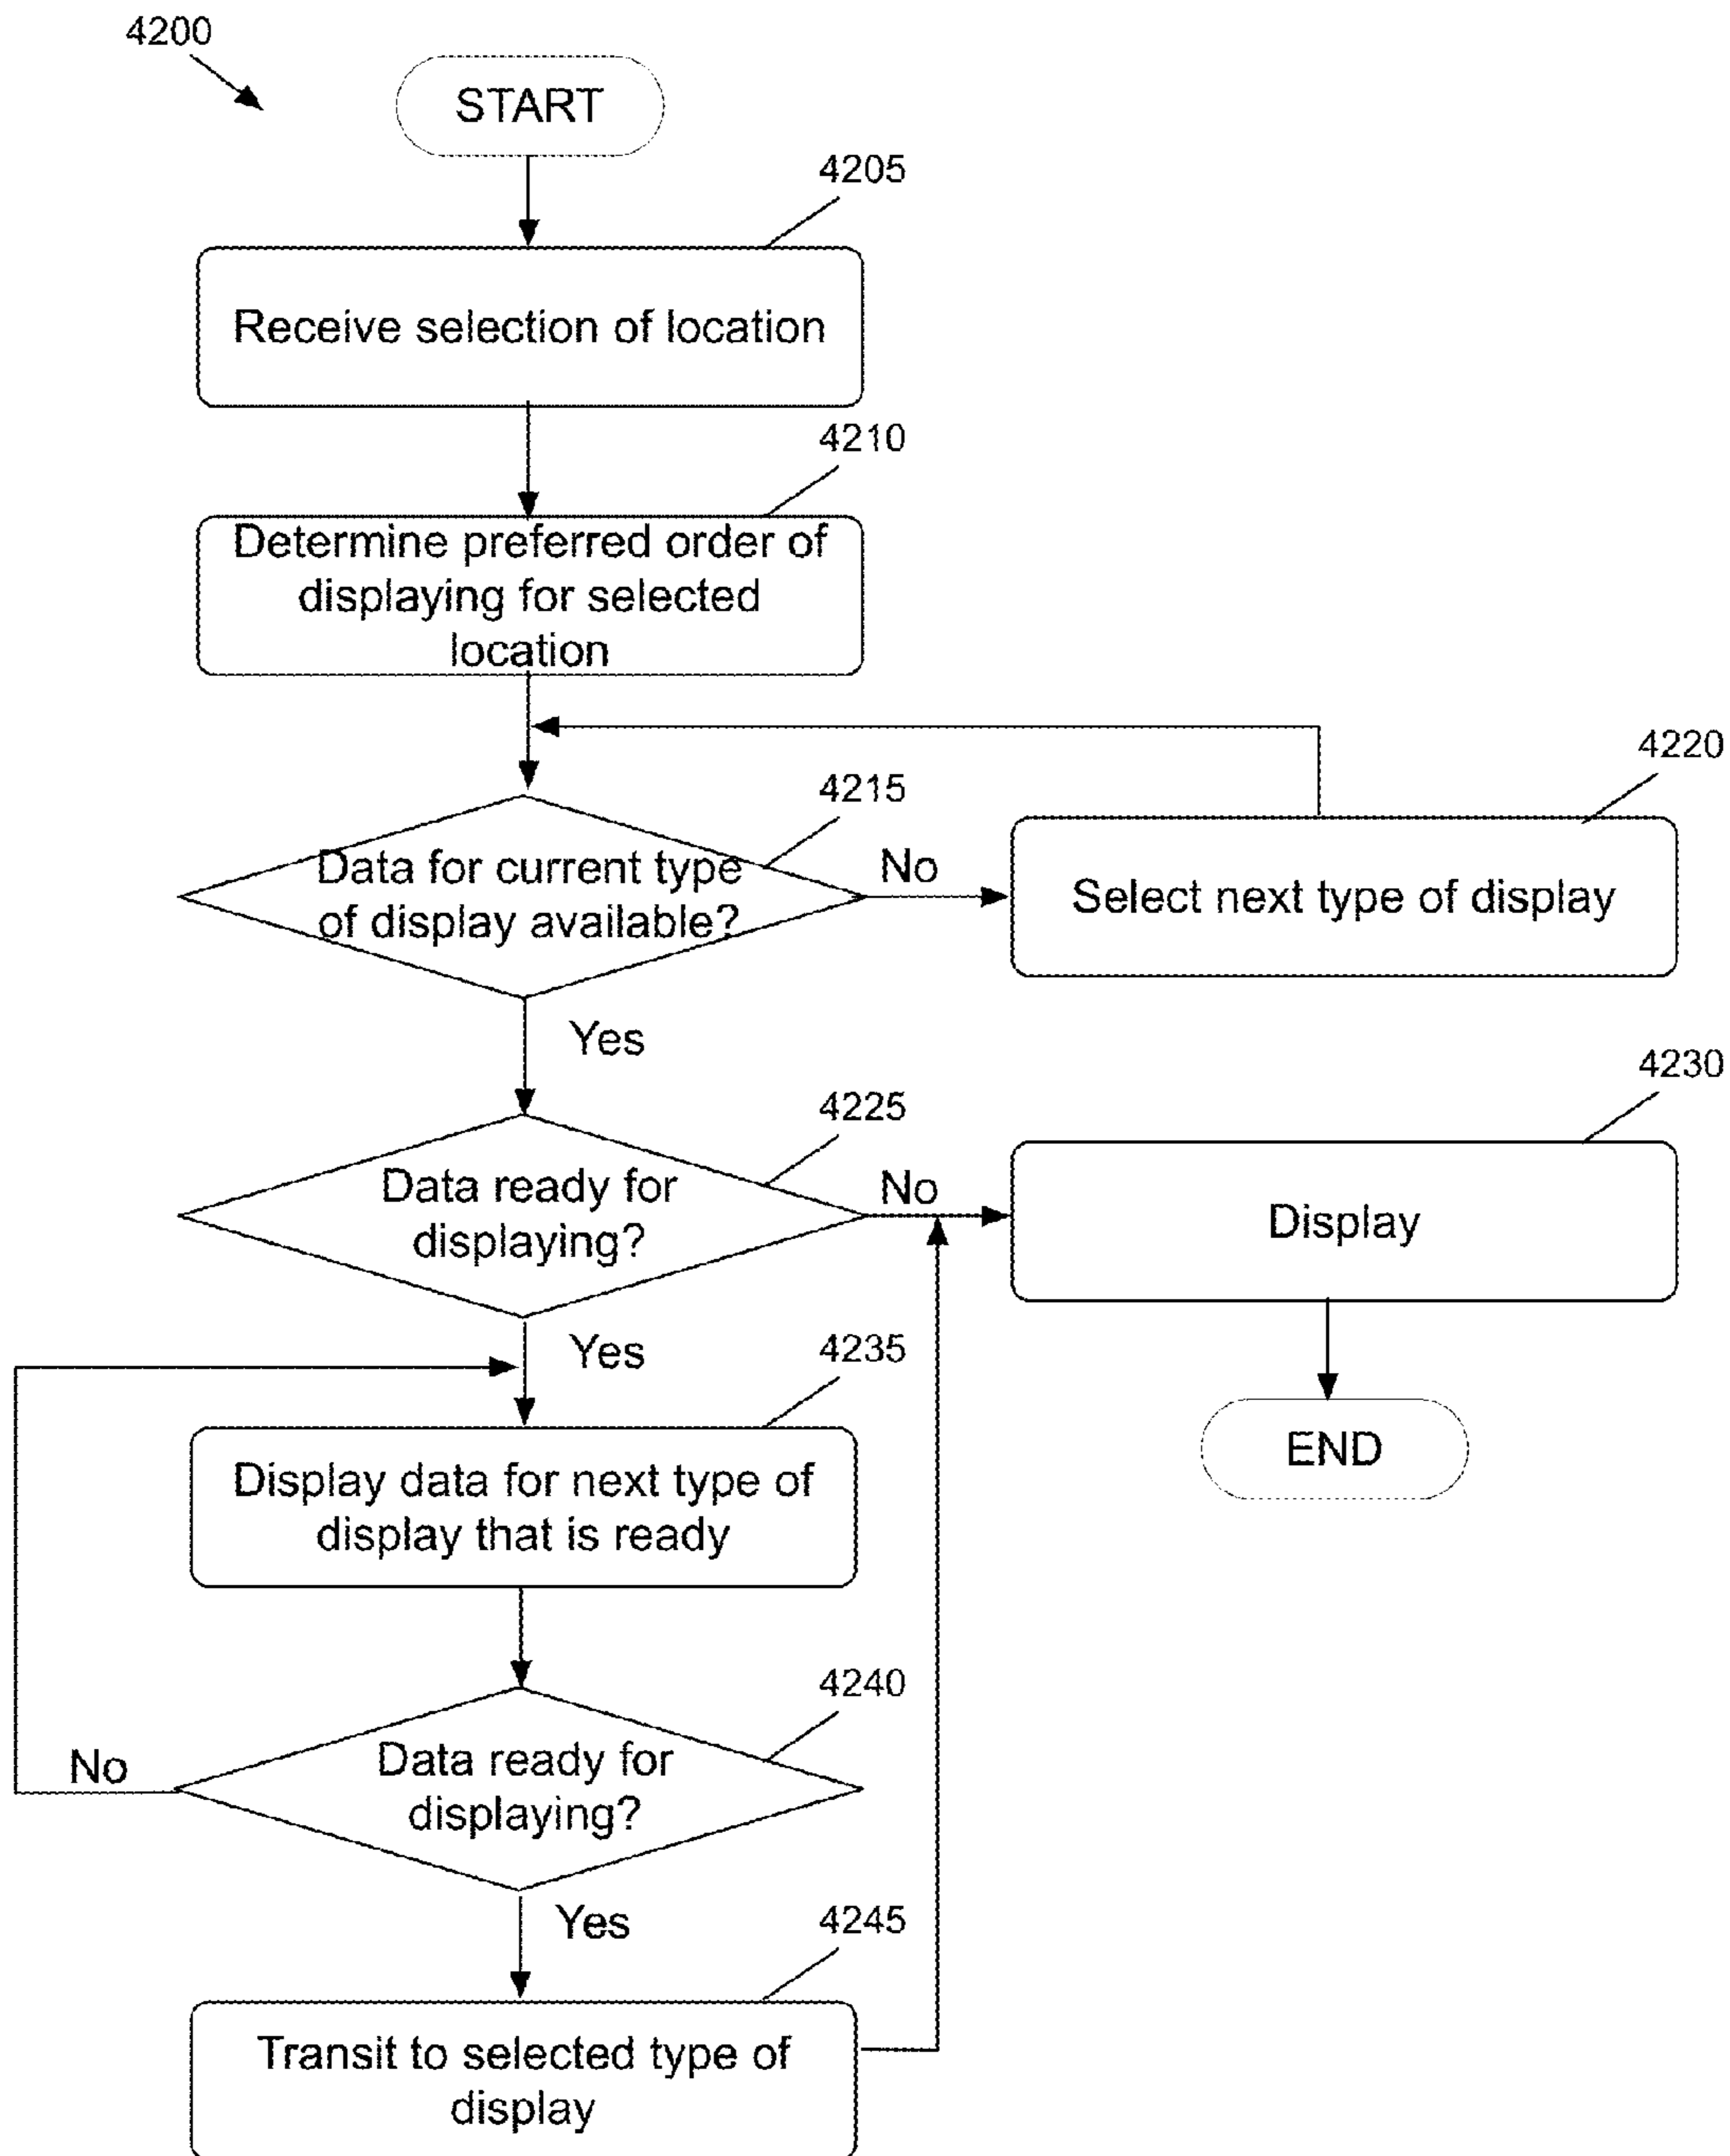 4200
START
4205
Receive selection of location
4210
Determine preferred order of
displaying for selected
location
4215
Data for current type
of display available?
No
4220
Select next type of display
Yes
4225
Data ready for
displaying?
No
4230
Display
Yes
END
4235
Display data for next type of
display that is ready
4240
Data ready for
displaying?
No
Yes
4245
Transit to selected type of
display